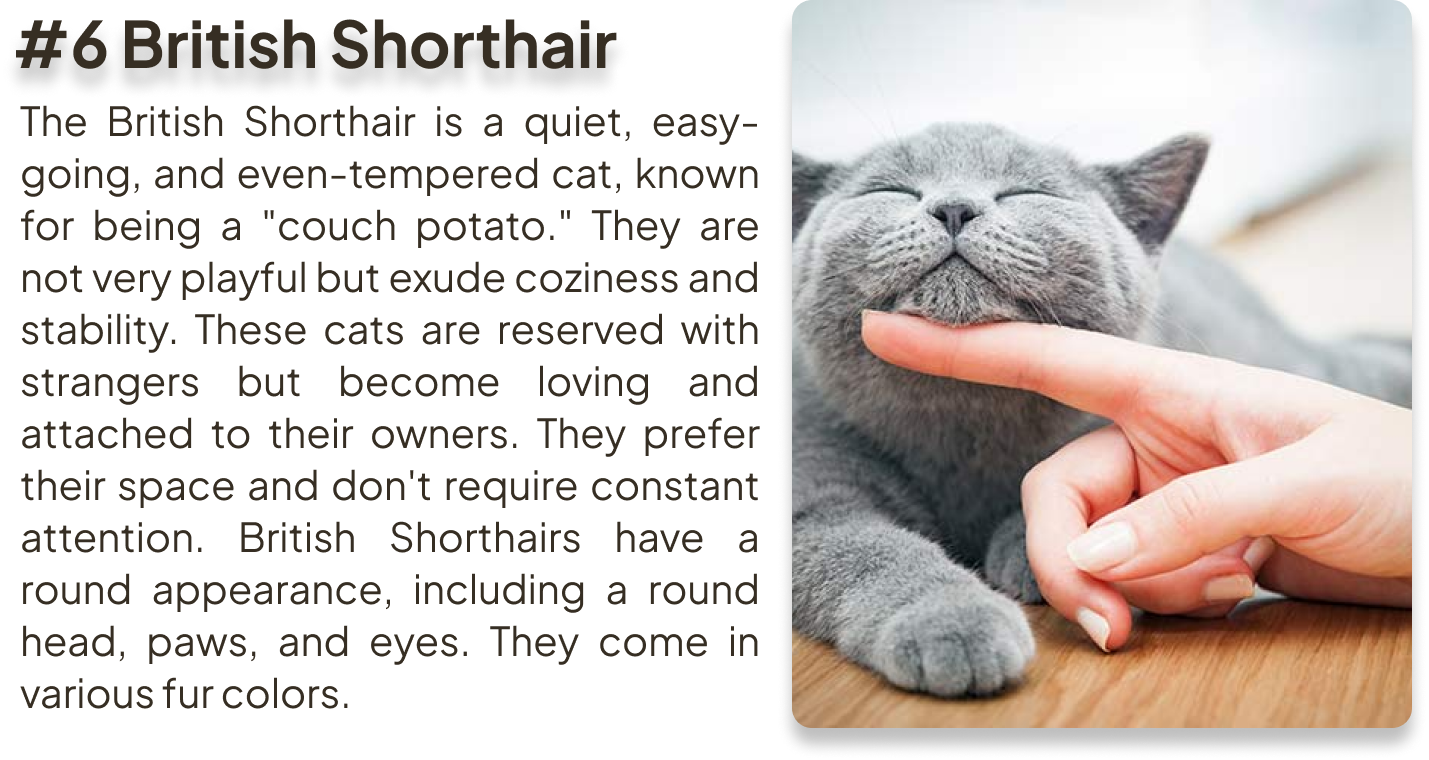 #6 British Shorthair
The British Shorthair is a quiet, easy-
going, and even-tempered cat, known
for being a "couch potato." They are
not very playful but exude coziness and
stability. These cats are reserved with
strangers but become loving and
attached to their owners. They prefer
their space and don't require constant
attention. British Shorthairs have a
round appearance, including a round
head, paws, and eyes. They come in
various fur colors.